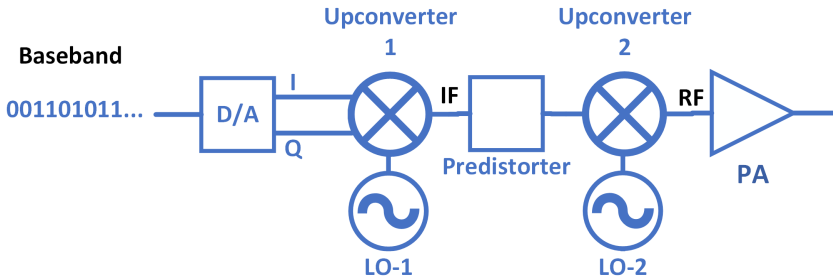 Upconverter
1
Upconverter
2
Baseband
001101011...
D/A
I
Q
IF
Predistorter
RF
PA
LO-1
LO-2